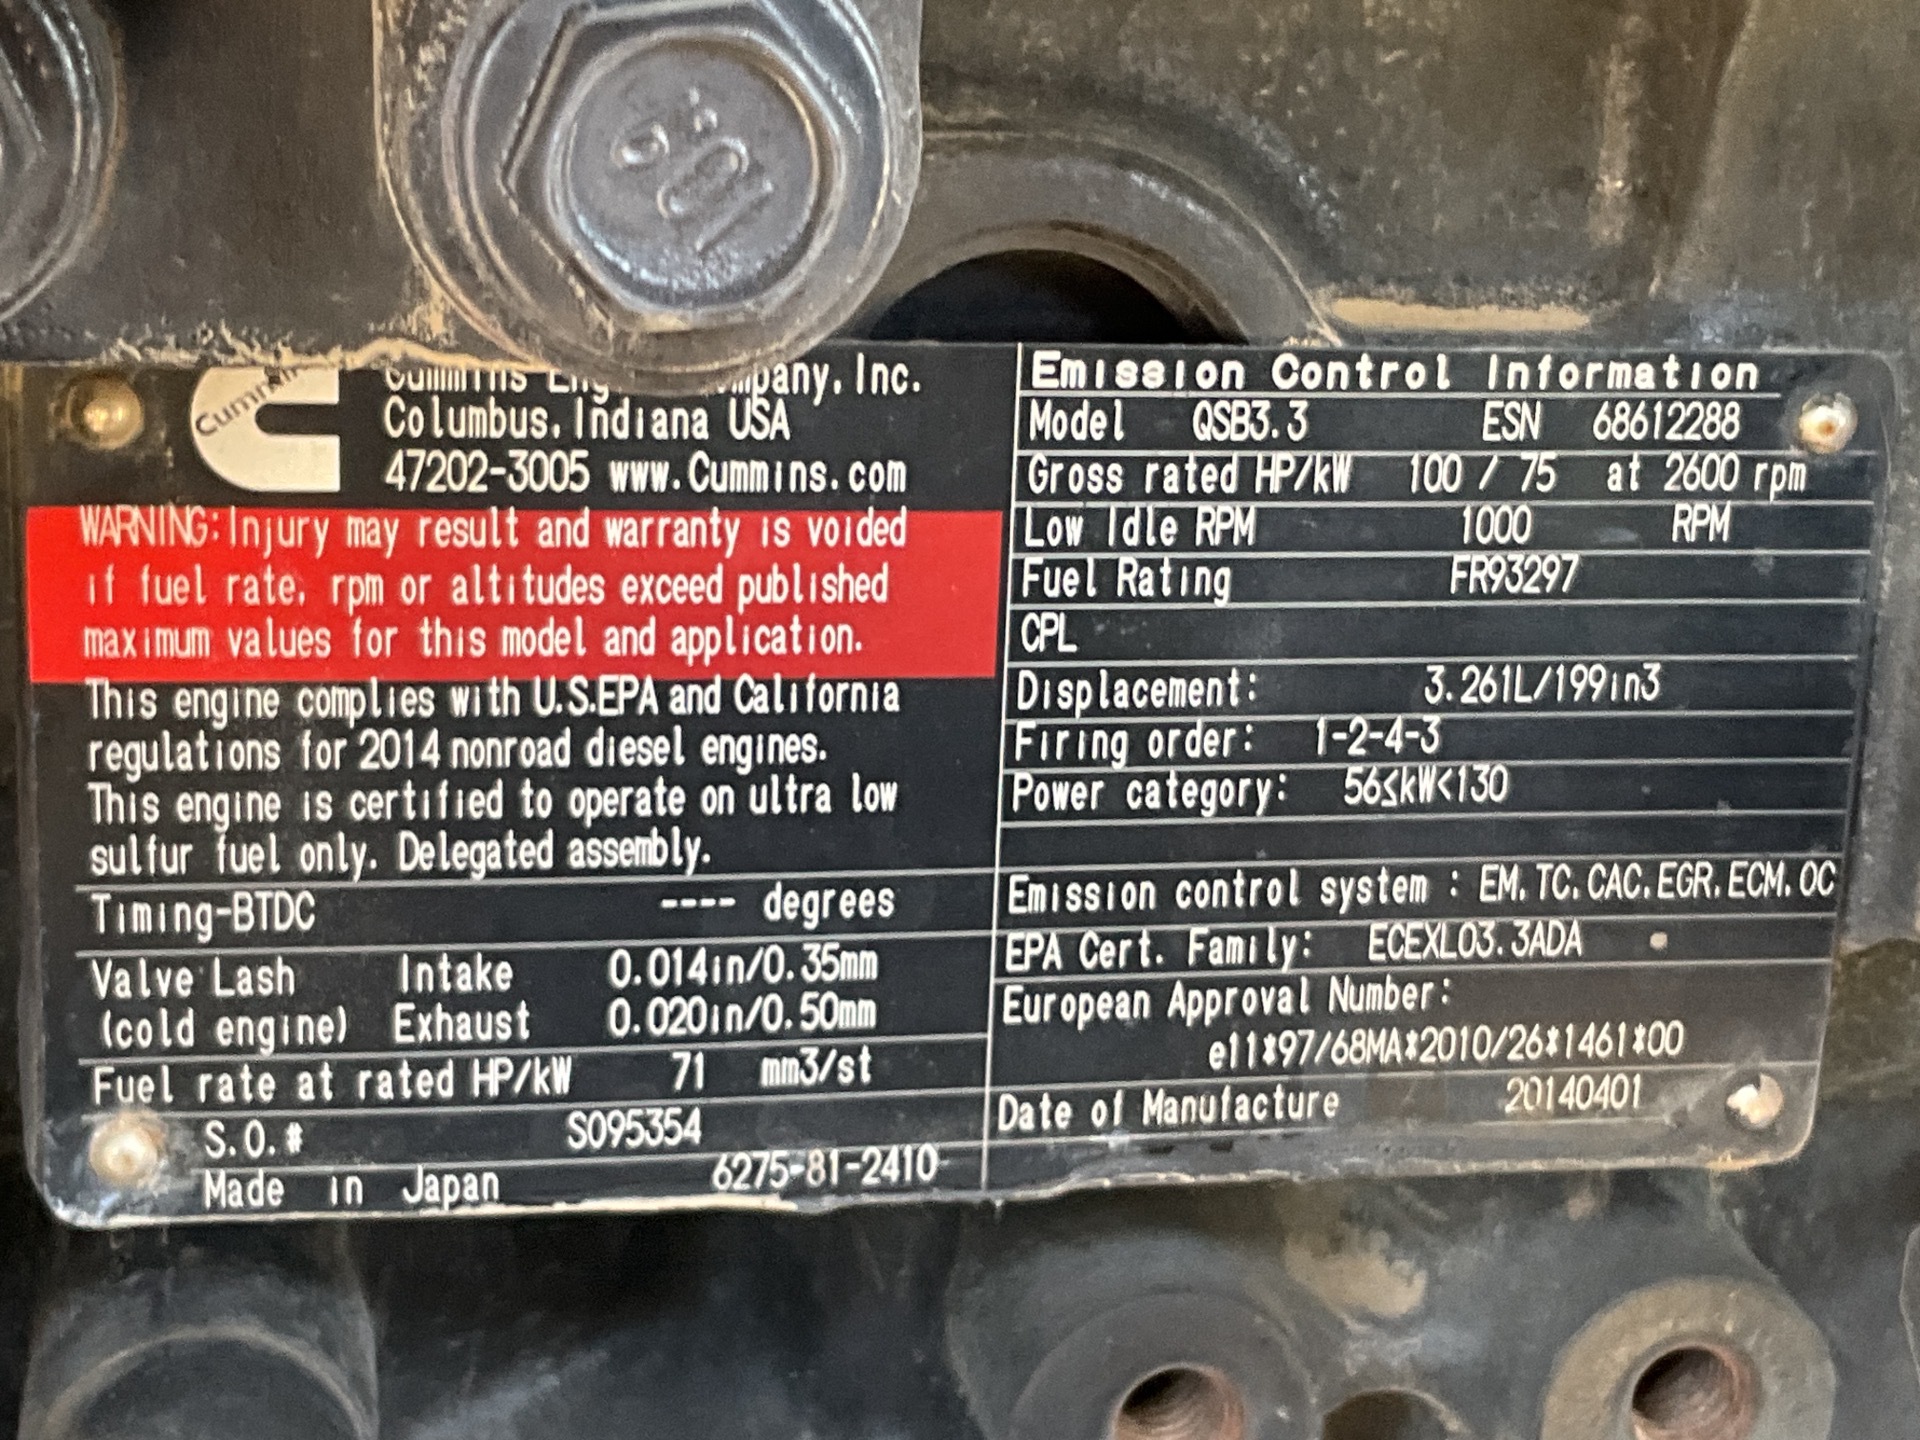 10.9
Cummins
Cummins Engine Company, Inc.
Columbus, Indiana USA
47202-3005 www.Cummins.com
WARNING: Injury may result and warranty is voided
if fuel rate, rpm or altitudes exceed published
maximum values for this model and application.
This engine complies with U.S.EPA and California
regulations for 2014 nonroad diesel engines.
This engine is certified to operate on ultra low
sulfur fuel only. Delegated assembly.
Timing-BTDC ---- degrees
Valve Lash Intake 0.014in/0.35mm
(cold engine) Exhaust 0.020in/0.50mm
Fuel rate at rated HP/kW 71 mm3/st
S.O.# S095354
Made in Japan 6275-81-2410
Emission Control Information
Model QSB3.3 ESN 68612288
Gross rated HP/kW 100 / 75 at 2600 rpm
Low Idle RPM 1000 RPM
Fuel Rating FR93297
CPL
Displacement: 3.261L/199in3
Firing order: 1-2-4-3
Power category: 56≤kW<130
Emission control system : EM, TC, CAC, EGR, ECM, OC
EPA Cert. Family: ECEXL03.3ADA
European Approval Number:
e11*97/68MA*2010/26*1461*00
Date of Manufacture 20140401